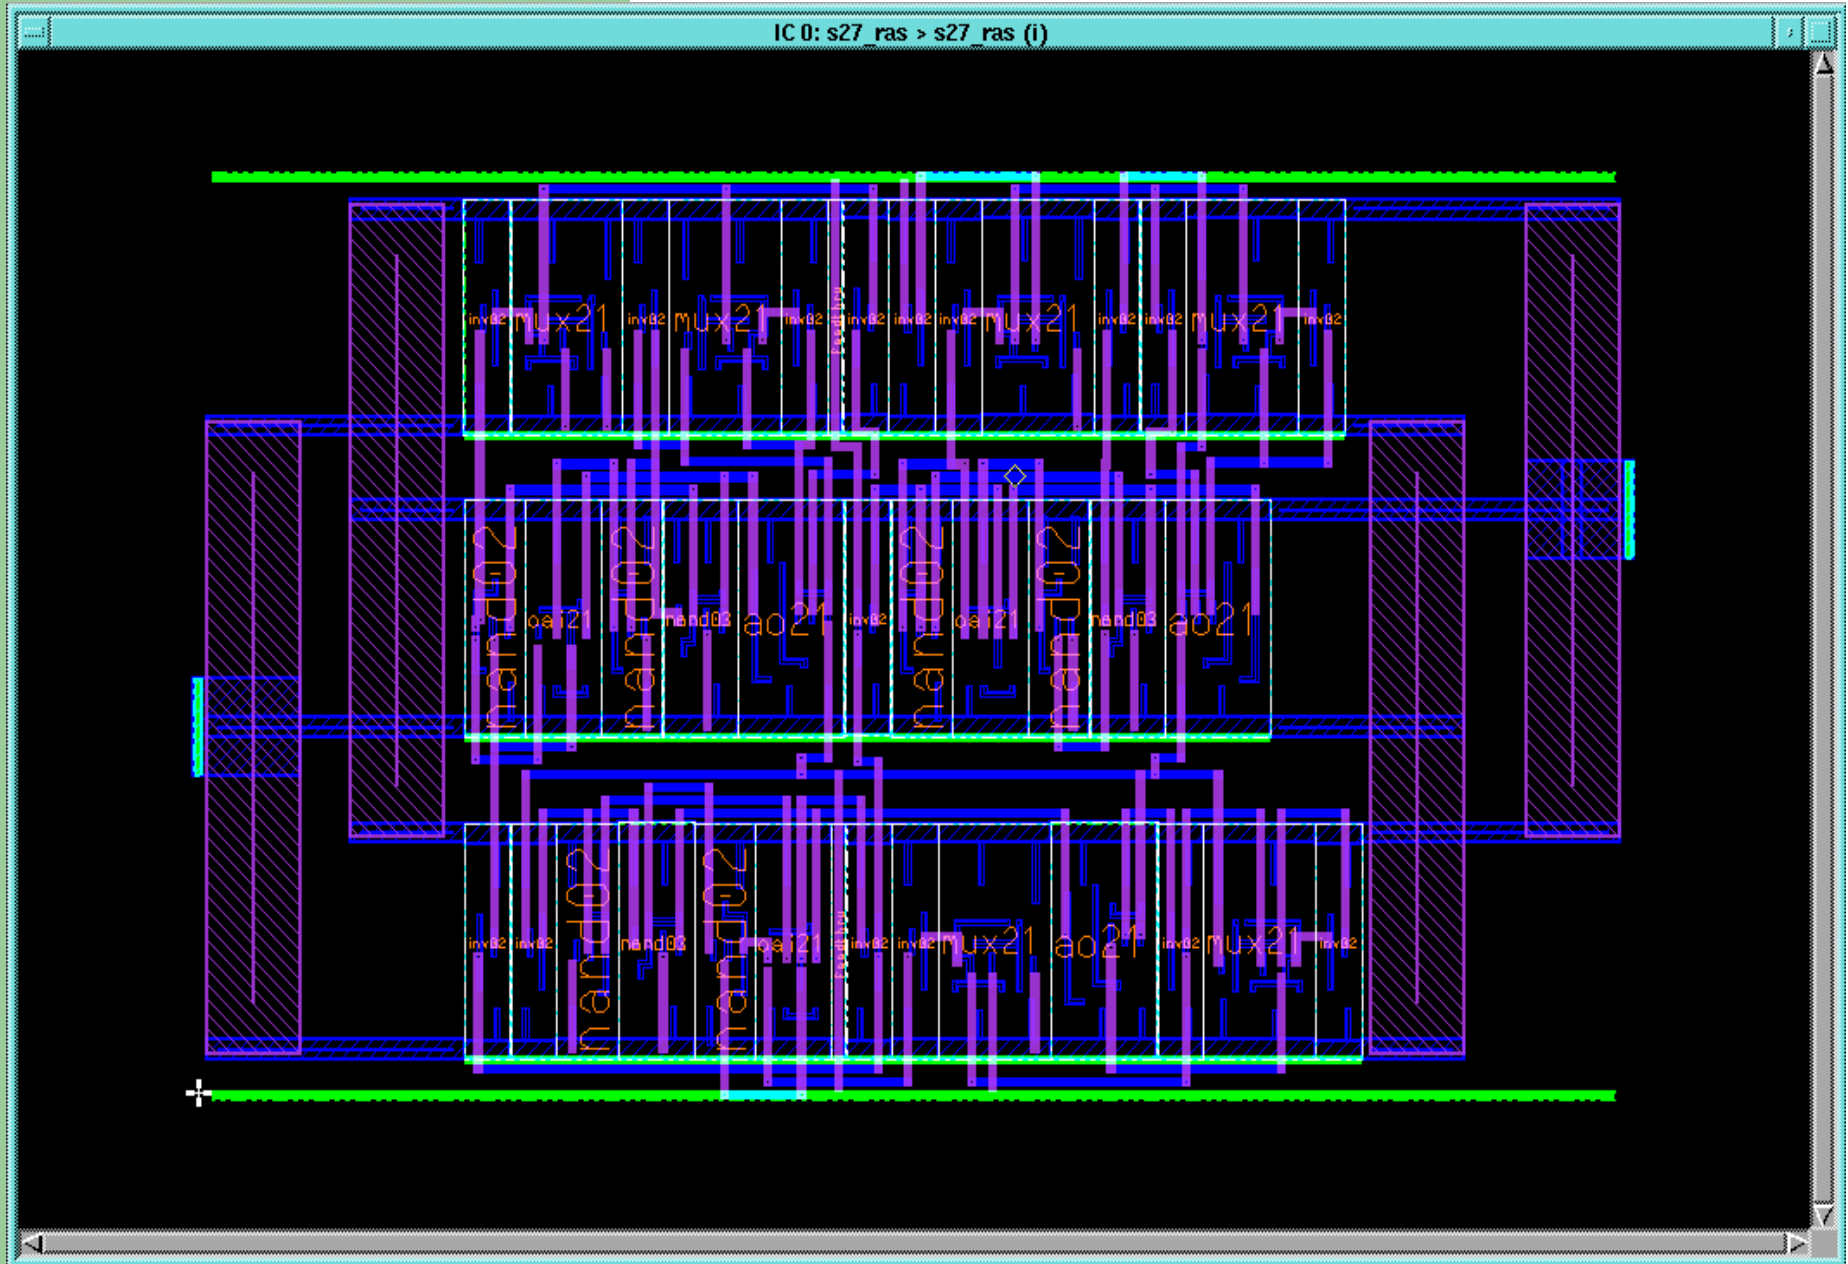 IC 0: s27_ras > s27_ras (i)
inv02 mux21 inv02 mux21 inv02 feedthru inv02 inv02 inv02 mux21 inv02 inv02 mux21 inv02
nand02 oai21 nand02 nand03 ao21 inv02 nand02 oai21 nand02 nand03 ao21
inv02 inv02 nand02 nand03 nand02 oai21 feedthru inv02 inv02 mux21 ao21 inv02 mux21 inv02